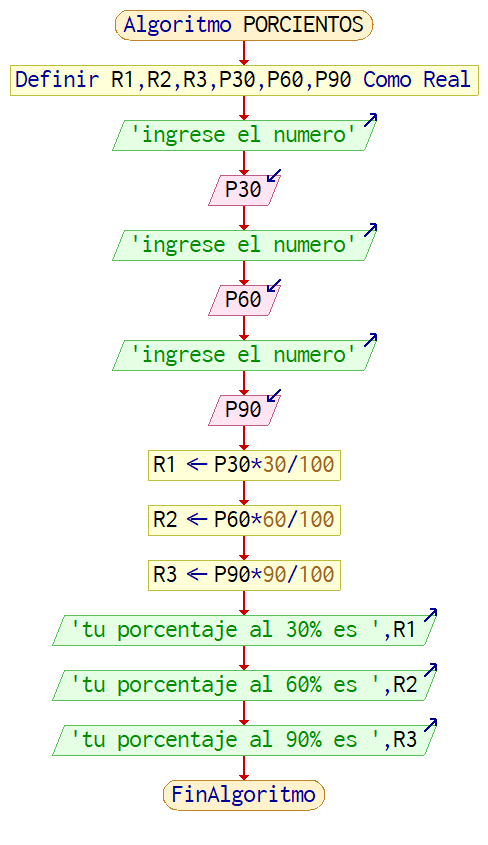 Algoritmo PORCIENTOS
Definir R1,R2,R3,P30,P60,P90 Como Real
'ingrese el numero'
P30
'ingrese el numero'
P60
'ingrese el numero'
P90
R1 ← P30*30/100
R2 ← P60*60/100
R3 ← P90*90/100
'tu porcentaje al 30% es ',R1
'tu porcentaje al 60% es ',R2
'tu porcentaje al 90% es ',R3
FinAlgoritmo